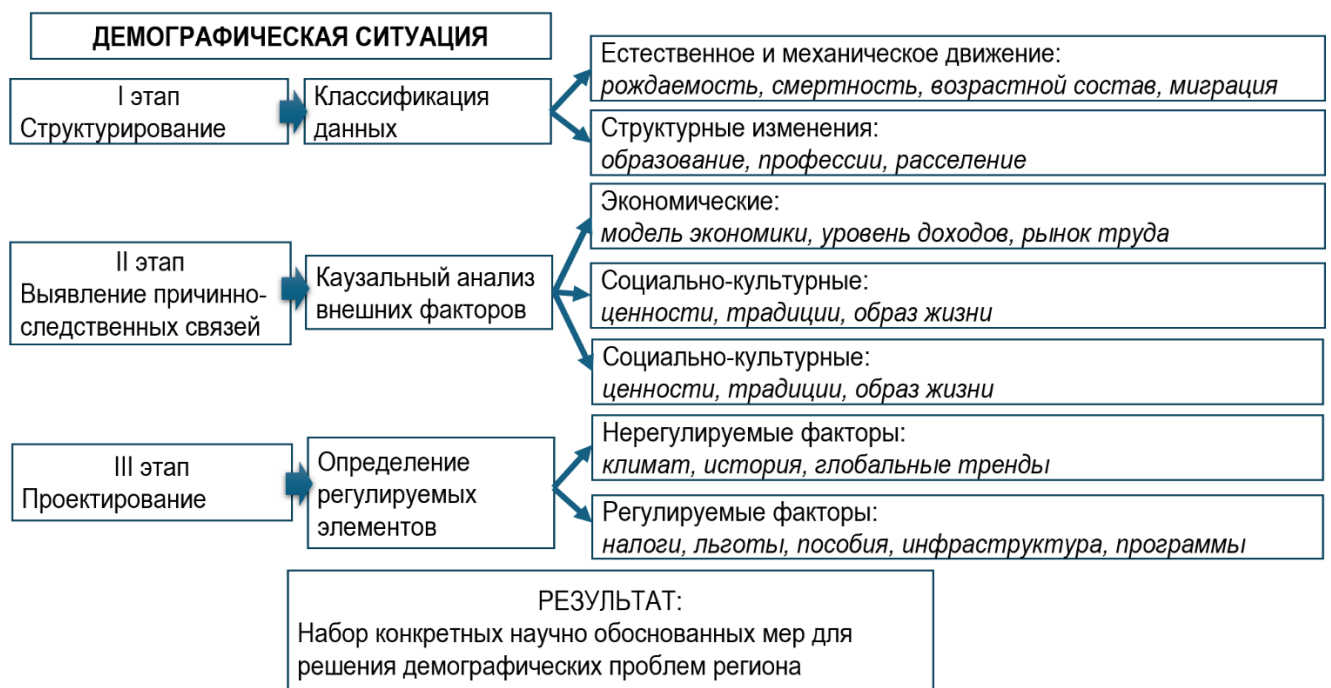 ДЕМОГРАФИЧЕСКАЯ СИТУАЦИЯ
I этап
Структурирование
Классификация
данных
Естественное и механическое движение:
рождаемость, смертность, возрастной состав, миграция
Структурные изменения:
образование, профессии, расселение
II этап
Выявление причинно-
следственных связей
Каузальный анализ
внешних факторов
Экономические:
модель экономики, уровень доходов, рынок труда
Социально-культурные:
ценности, традиции, образ жизни
Социально-культурные:
ценности, традиции, образ жизни
III этап
Проектирование
Определение
регулируемых
элементов
Нерегулируемые факторы:
климат, история, глобальные тренды
Регулируемые факторы:
налоги, льготы, пособия, инфраструктура, программы
РЕЗУЛЬТАТ:
Набор конкретных научно обоснованных мер для
решения демографических проблем региона